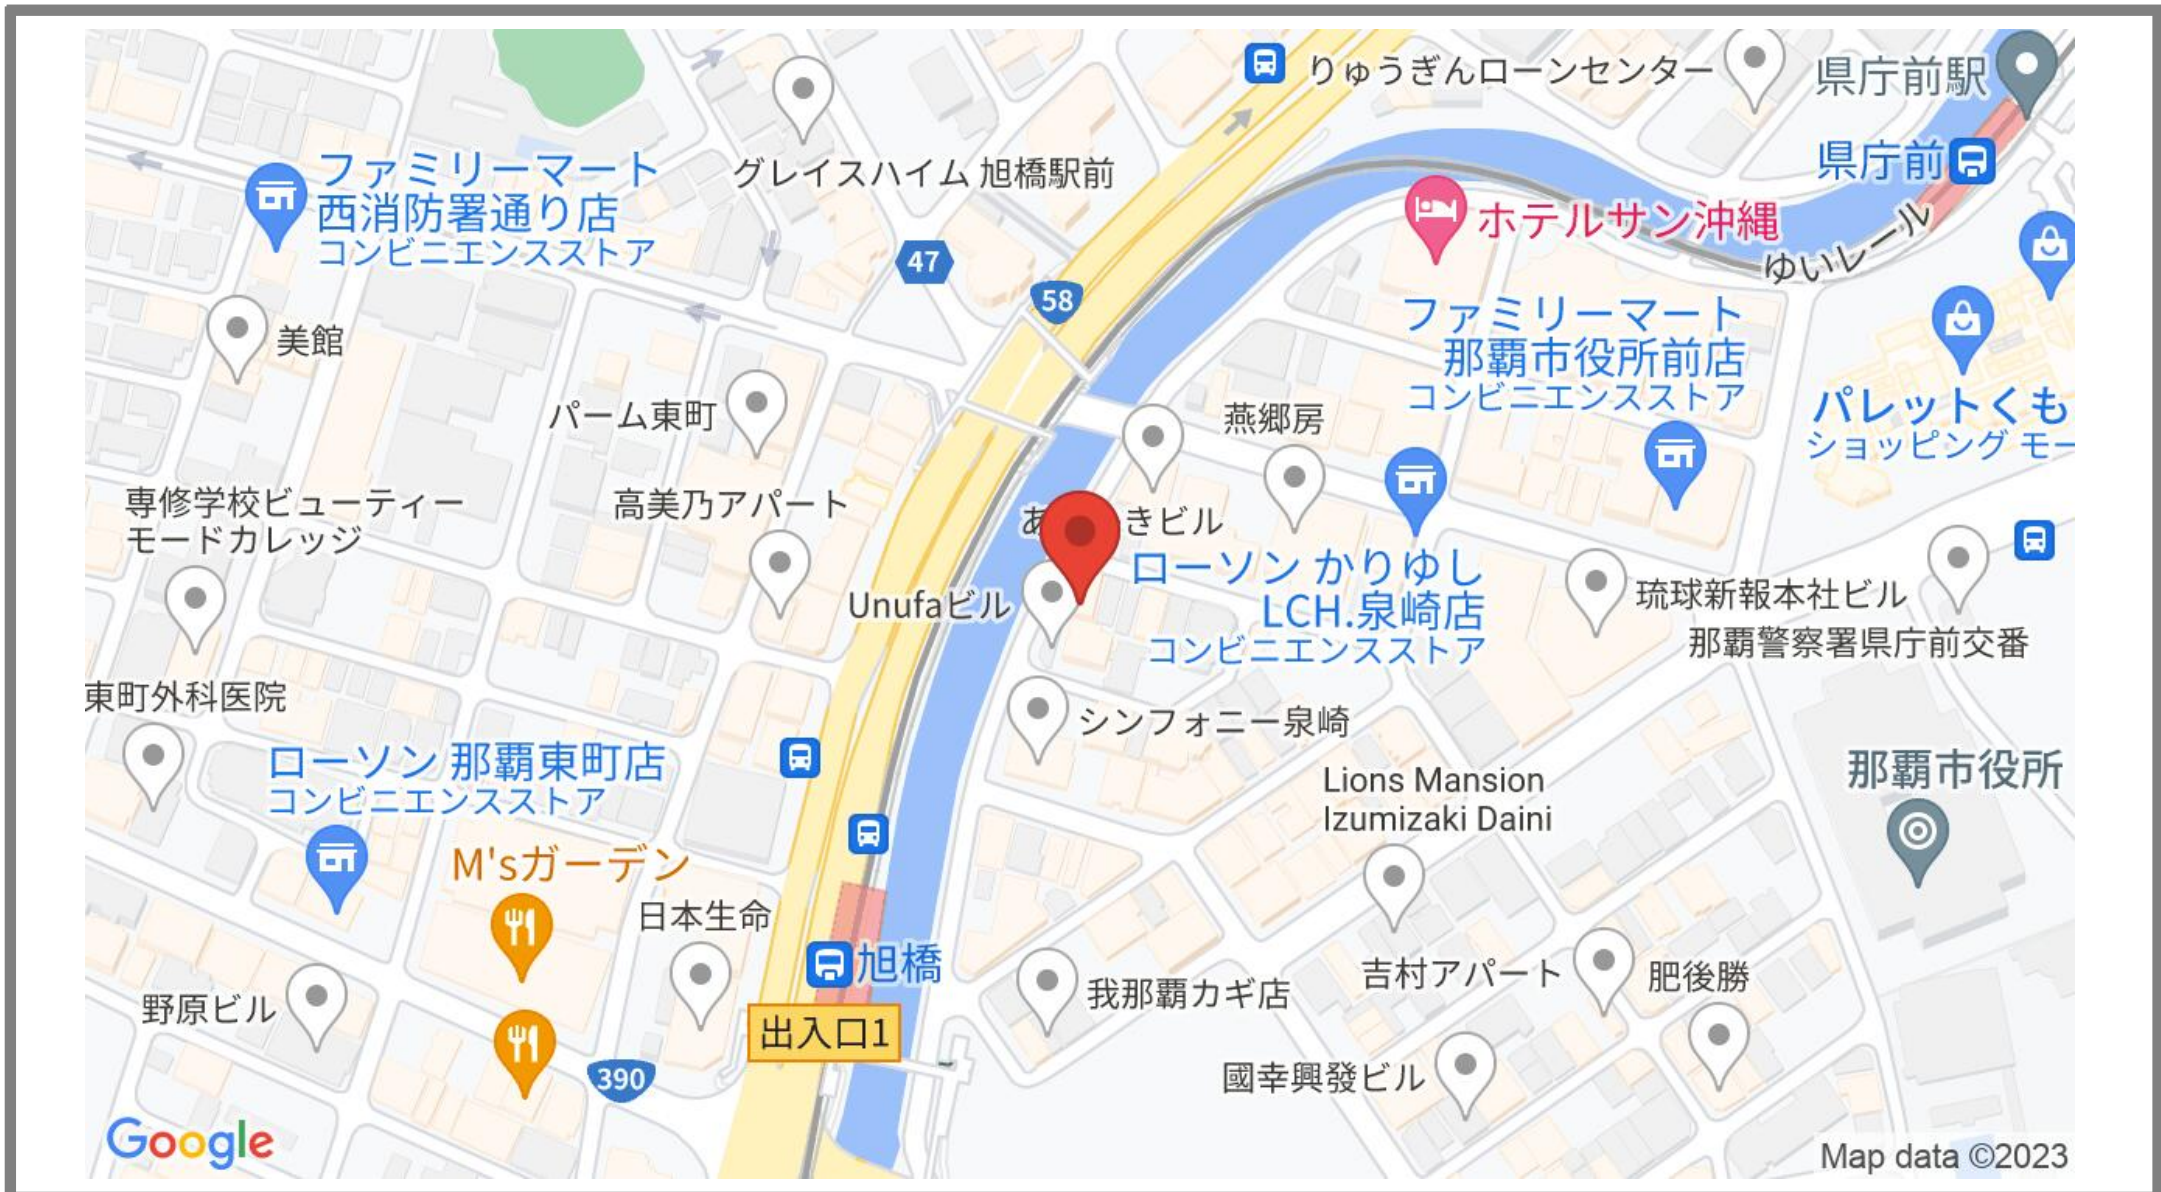 りゅうぎんローンセンター
県庁前駅
県庁前
グレイスハイム 旭橋駅前
ファミリーマート
西消防署通り店
コンビニエンスストア
47
58
ホテルサン沖縄
ゆいレール
美館
ファミリーマート
那覇市役所前店
コンビニエンスストア
パーム東町
燕郷房
パレットくも
ショッピング モー
専修学校ビューティー
モードカレッジ
高美乃アパート
きビル
ローソン かりゆし
LCH.泉崎店
コンビニエンスストア
Unufaビル
琉球新報本社ビル
那覇警察署県庁前交番
東町外科医院
シンフォニー泉崎
ローソン 那覇東町店
コンビニエンスストア
Lions Mansion
Izumizaki Daini
那覇市役所
M'sガーデン
日本生命
旭橋
出入口1
我那覇カギ店
吉村アパート
肥後勝
野原ビル
390
國幸興發ビル
Google
Map data ©2023